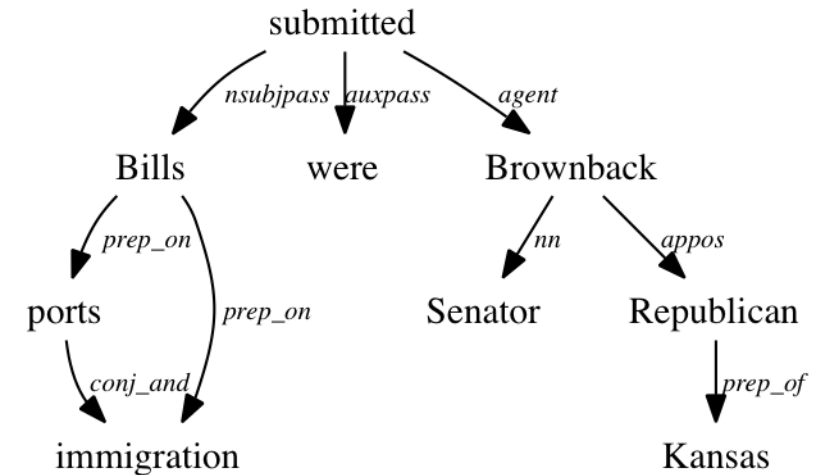 submitted
nsubjpass auxpass agent
Bills were Brownback
prep_on nn appos
ports prep_on Senator Republican
conj_and prep_of
immigration Kansas